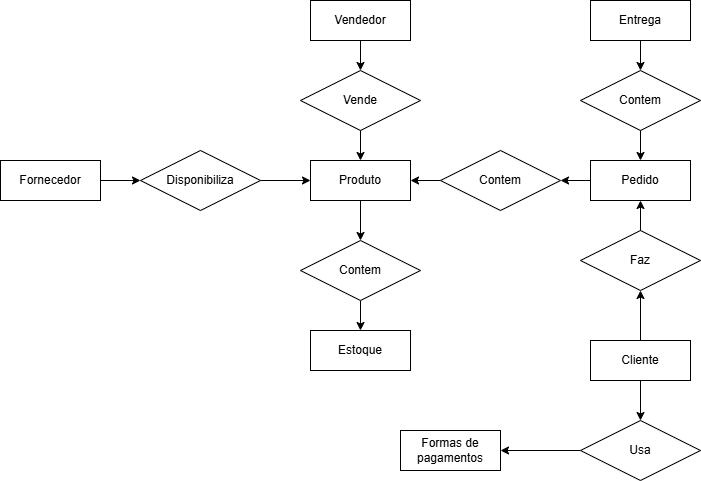 Vendedor
Entrega
Vende
Contem
Fornecedor
Disponibiliza
Produto
Contem
Pedido
Contem
Faz
Estoque
Cliente
Formas de
pagamentos
Usa